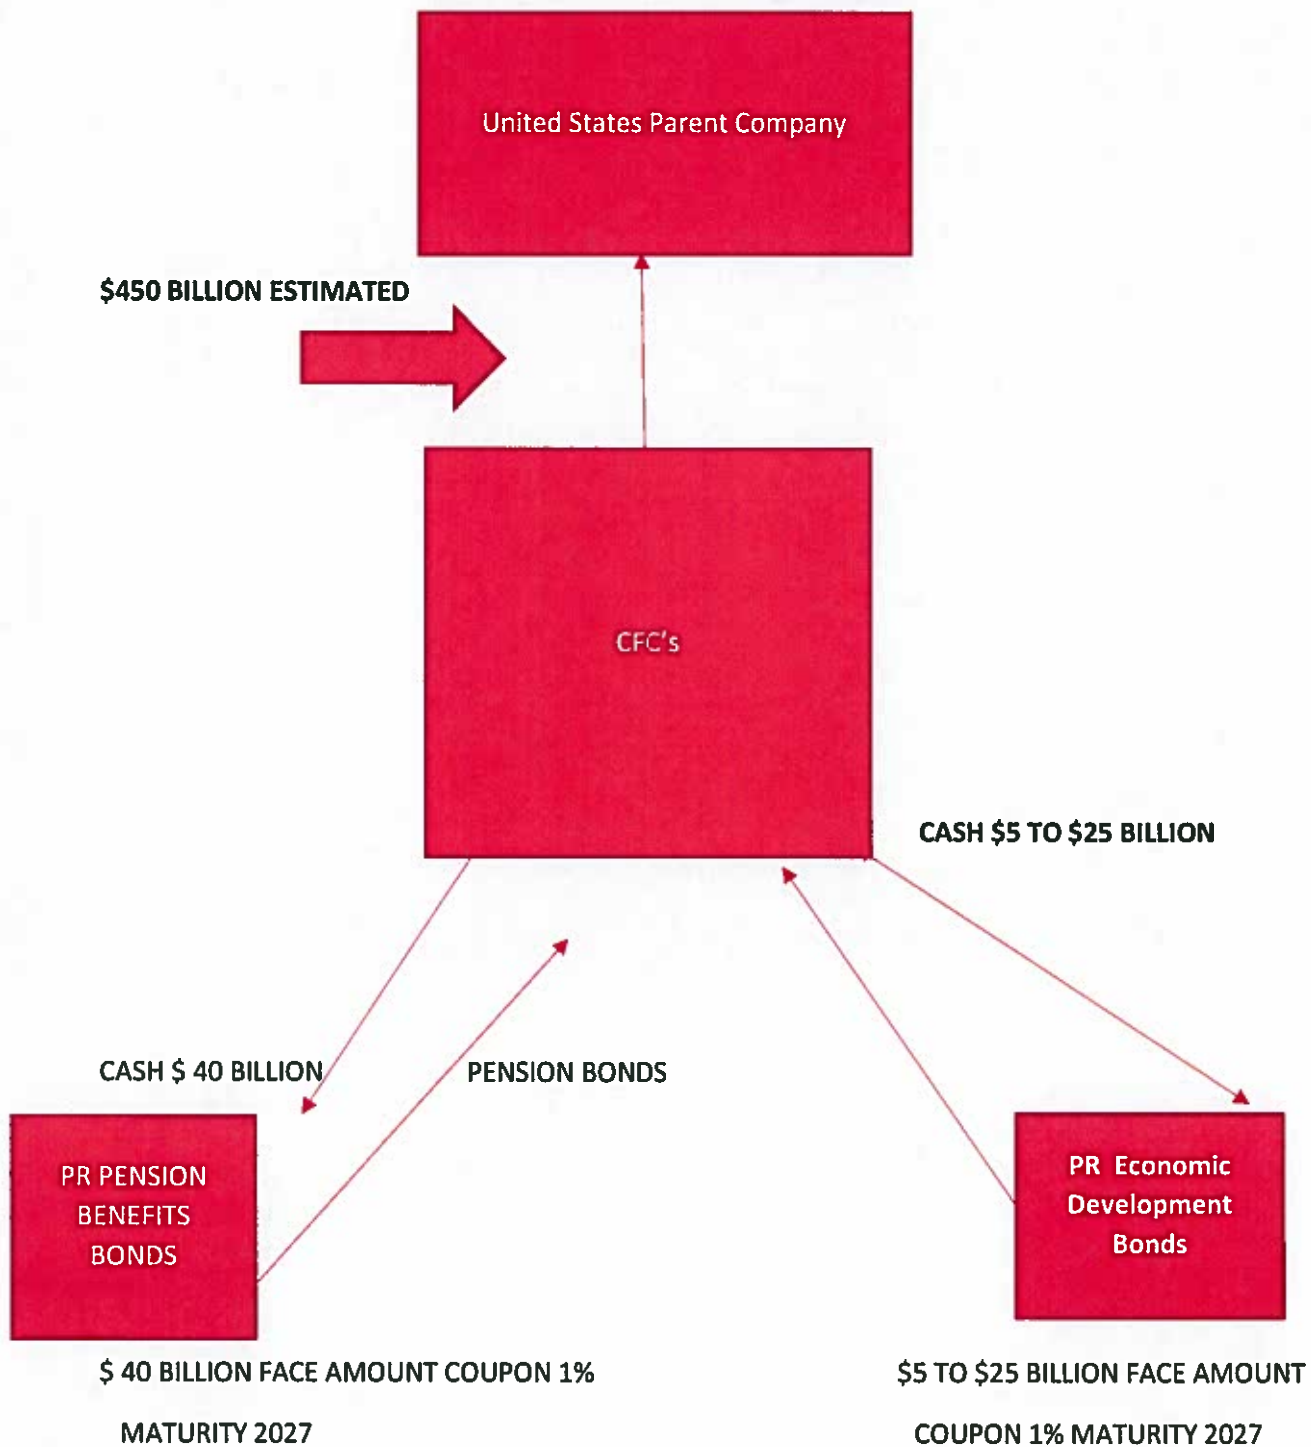 United States Parent Company
$450 BILLION ESTIMATED
CFC's
CASH $5 TO $25 BILLION
CASH $ 40 BILLION
PENSION BONDS
PR PENSION
BENEFITS
BONDS
PR Economic
Development
Bonds
$ 40 BILLION FACE AMOUNT COUPON 1%
MATURITY 2027
$5 TO $25 BILLION FACE AMOUNT
COUPON 1% MATURITY 2027